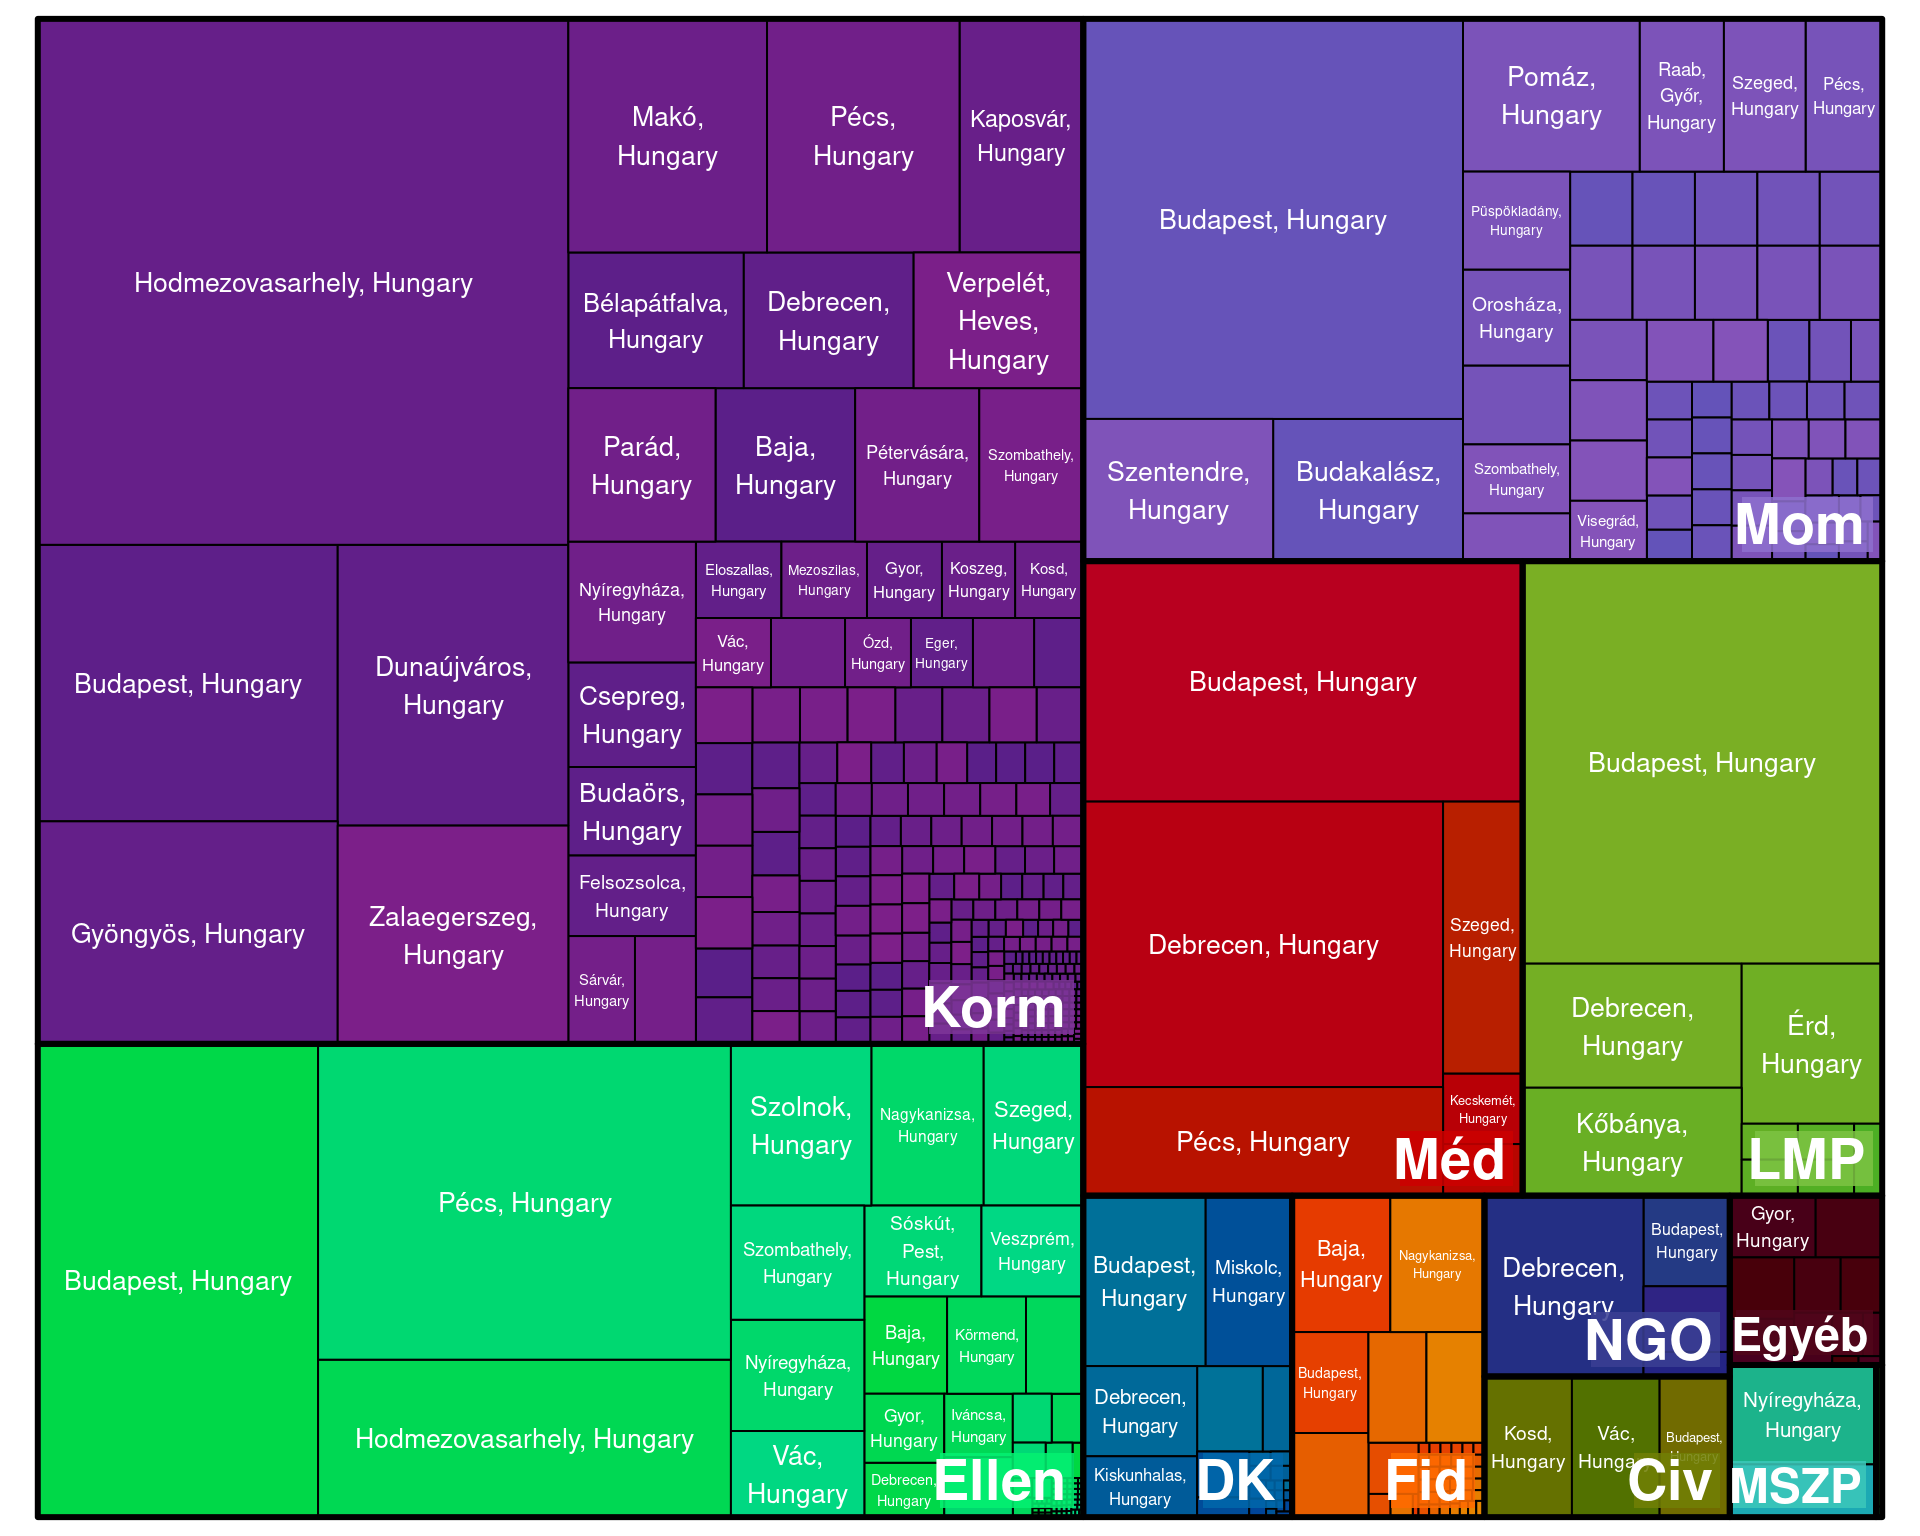 Hodmezovasarhely, Hungary
Makó,
Hungary
Pécs,
Hungary
Kaposvár,
Hungary
Bélapátfalva,
Hungary
Debrecen,
Hungary
Verpelét,
Heves,
Hungary
Parád,
Hungary
Baja,
Hungary
Pétervására,
Hungary
Szombathely,
Hungary
Budapest, Hungary
Dunaújváros,
Hungary
Gyöngyös, Hungary
Zalaegerszeg,
Hungary
Nyíregyháza,
Hungary
Eloszallas,
Hungary
Mezoszilas,
Hungary
Gyor,
Hungary
Koszeg,
Hungary
Kosd,
Hungary
Vác,
Hungary
Ózd,
Hungary
Eger,
Hungary
Csepreg,
Hungary
Budaörs,
Hungary
Felsozsolca,
Hungary
Sárvár,
Hungary
Korm
Budapest, Hungary
Pomáz,
Hungary
Raab,
Győr,
Hungary
Szeged,
Hungary
Pécs,
Hungary
Püspökladány,
Hungary
Orosháza,
Hungary
Szentendre,
Hungary
Budakalász,
Hungary
Szombathely,
Hungary
Visegrád,
Hungary
Mom
Budapest, Hungary
Debrecen, Hungary
Szeged,
Hungary
Kecskemét,
Hungary
Pécs, Hungary
Méd
Budapest, Hungary
Debrecen,
Hungary
Érd,
Hungary
Kőbánya,
Hungary
LMP
Budapest, Hungary
Pécs, Hungary
Hodmezovasarhely, Hungary
Szolnok,
Hungary
Nagykanizsa,
Hungary
Szeged,
Hungary
Szombathely,
Hungary
Sóskút,
Pest,
Hungary
Veszprém,
Hungary
Nyíregyháza,
Hungary
Baja,
Hungary
Körmend,
Hungary
Vác,
Hungary
Gyor,
Hungary
Iváncsa,
Hungary
Debrecen,
Hungary
Ellen
Budapest,
Hungary
Miskolc,
Hungary
Debrecen,
Hungary
Kiskunhalas,
Hungary
DK
Baja,
Hungary
Nagykanizsa,
Hungary
Budapest,
Hungary
Fid
Debrecen,
Hungary
Budapest,
Hungary
NGO
Gyor,
Hungary
Egyéb
Kosd,
Hungary
Vác,
Hungary
Budapest,
Hungary
Civ
Nyíregyháza,
Hungary
MSZP